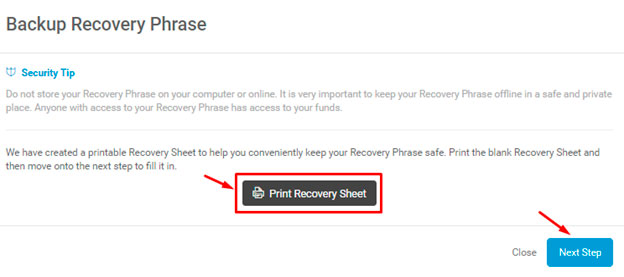 Backup Recovery Phrase
Security Tip
Do not store your Recovery Phrase on your computer or online. It is very important to keep your Recovery Phrase offline in a safe and private
place. Anyone with access to your Recovery Phrase has access to your funds.
We have created a printable Recovery Sheet to help you conveniently keep your Recovery Phrase safe. Print the blank Recovery Sheet and
then move onto the next step to fill it in.
Print Recovery Sheet
Close Next Step